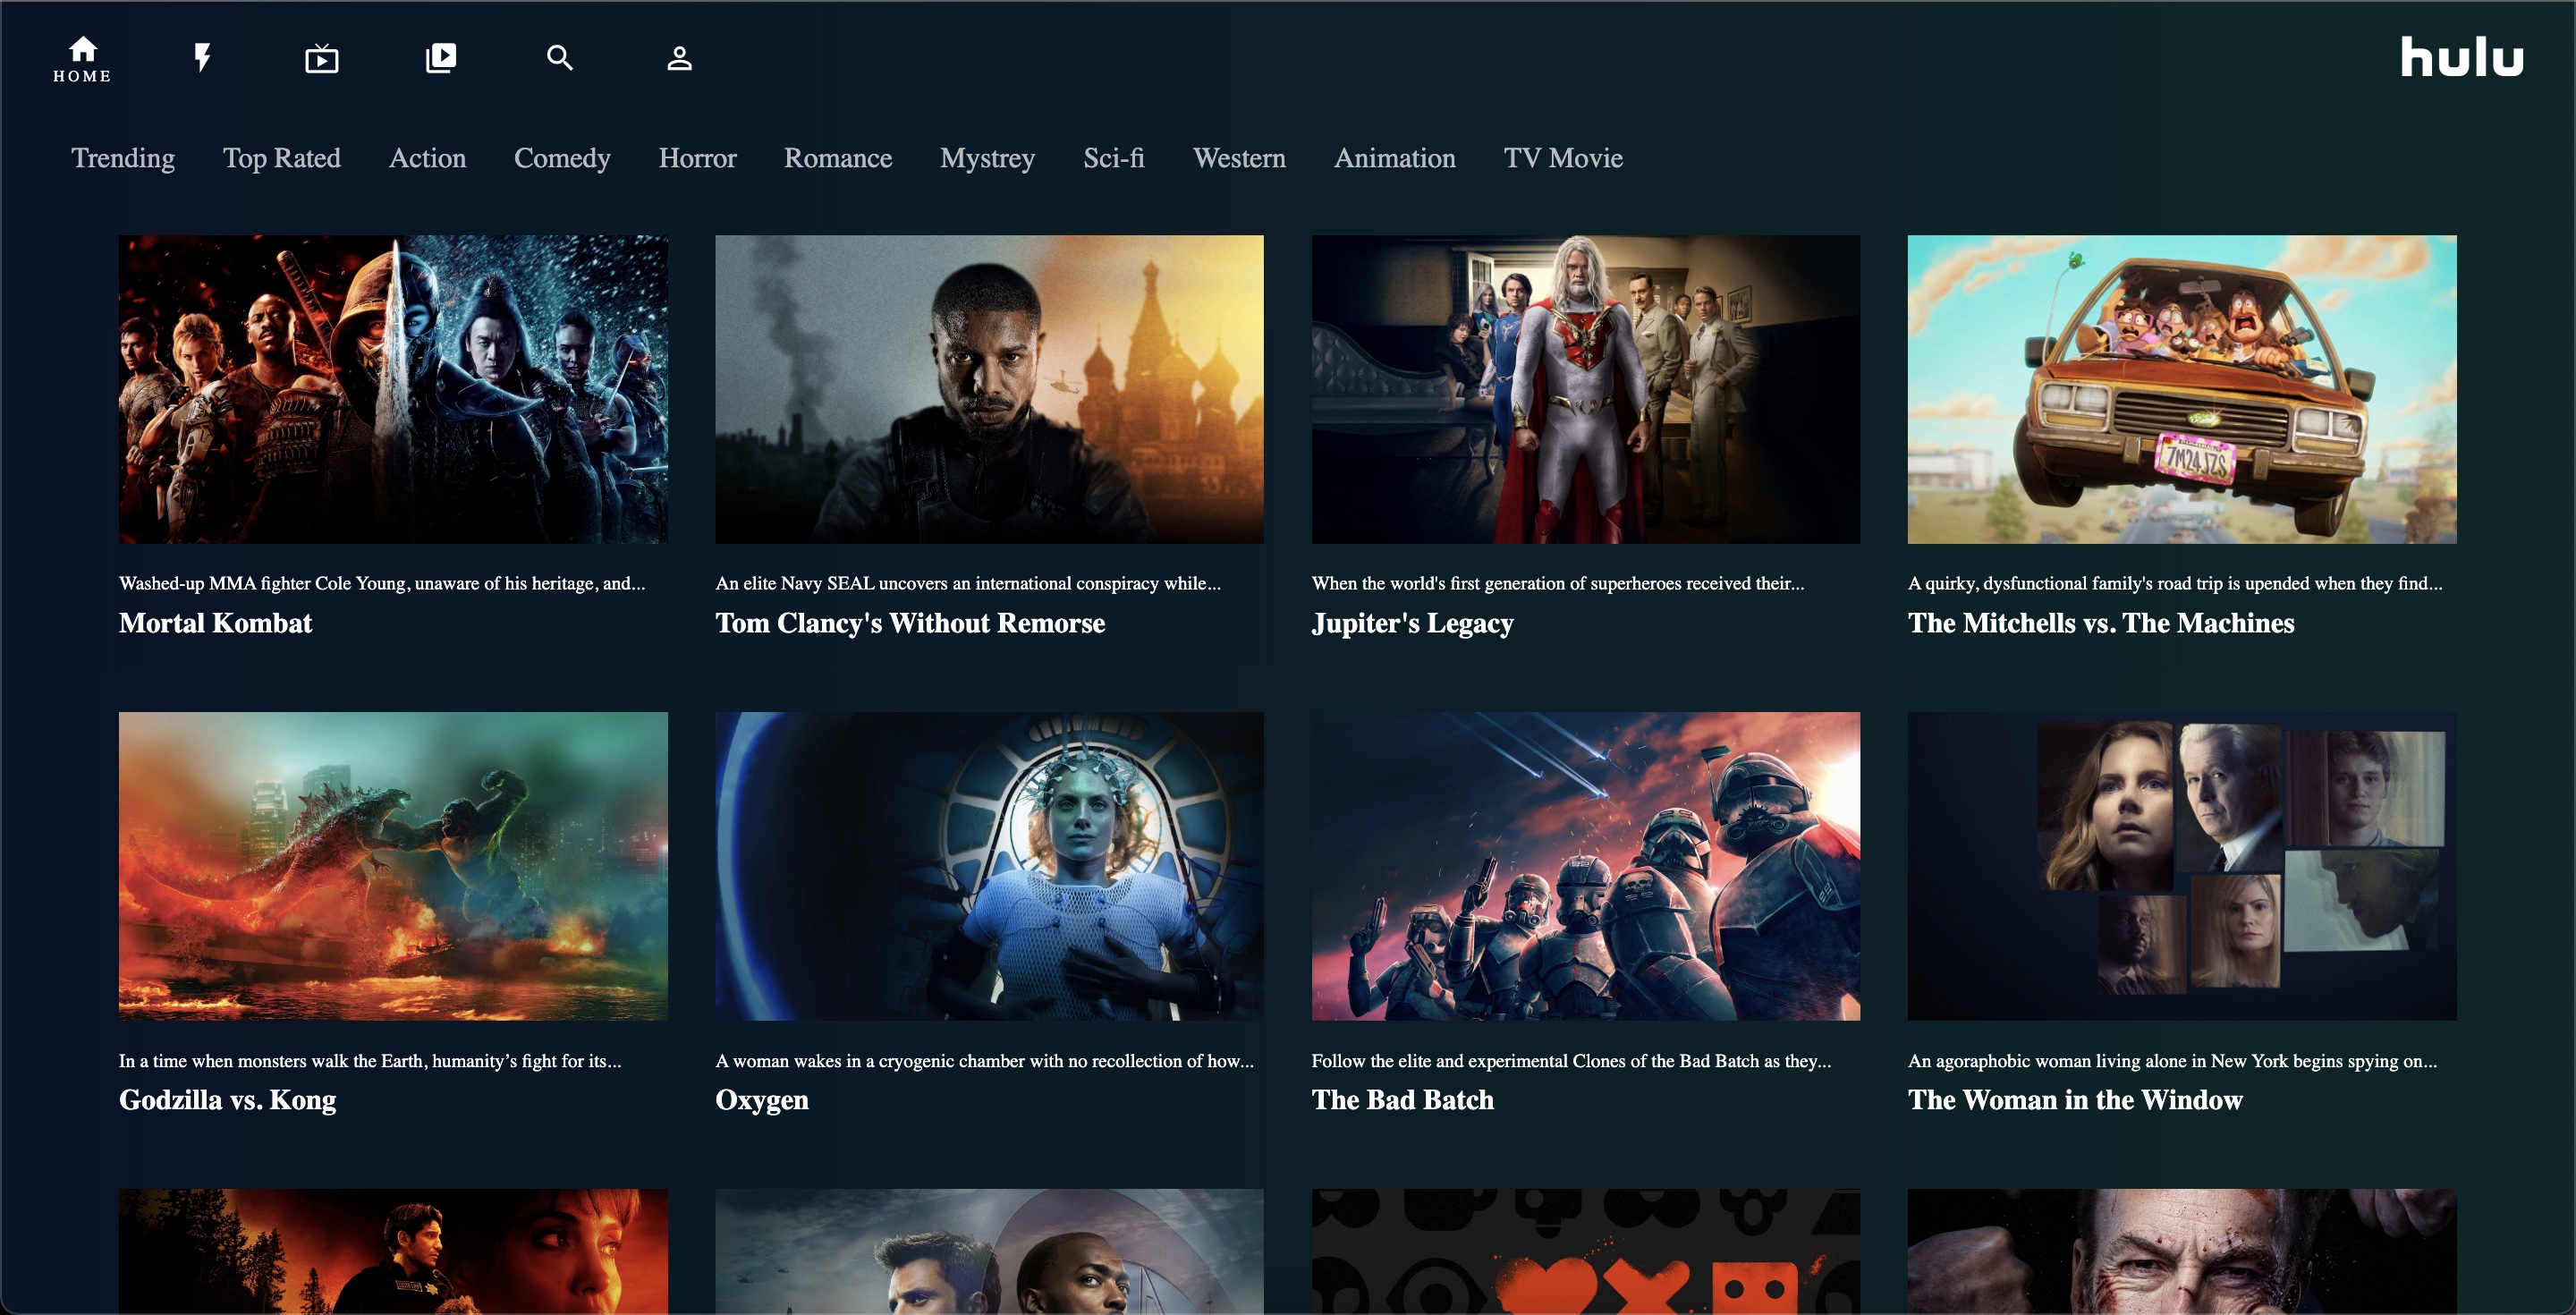 HOME
hulu
Trending Top Rated Action Comedy Horror Romance Mystrey Sci-fi Western Animation TV Movie
7M24JZS
Washed-up MMA fighter Cole Young, unaware of his heritage, and...
Mortal Kombat
An elite Navy SEAL uncovers an international conspiracy while...
Tom Clancy's Without Remorse
When the world's first generation of superheroes received their...
Jupiter's Legacy
A quirky, dysfunctional family's road trip is upended when they find...
The Mitchells vs. The Machines
In a time when monsters walk the Earth, humanity’s fight for its...
Godzilla vs. Kong
A woman wakes in a cryogenic chamber with no recollection of how...
Oxygen
Follow the elite and experimental Clones of the Bad Batch as they...
The Bad Batch
An agoraphobic woman living alone in New York begins spying on...
The Woman in the Window